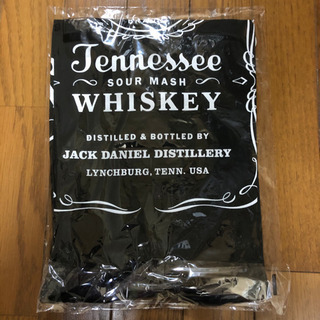 Tennessee
SOUR MASH
WHISKEY
DISTILLED & BOTTLED BY
JACK DANIEL DISTILLERY
LYNCHBURG, TENN. USA